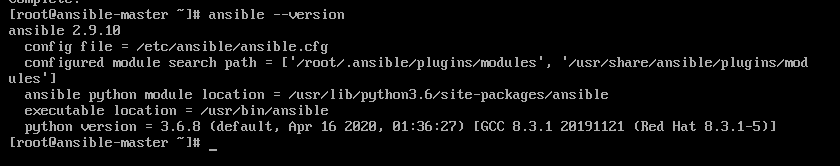 Complete!
[root@ansible-master ~]# ansible --version
ansible 2.9.10
  config file = /etc/ansible/ansible.cfg
  configured module search path = ['/root/.ansible/plugins/modules', '/usr/share/ansible/plugins/mod
ules']
  ansible python module location = /usr/lib/python3.6/site-packages/ansible
  executable location = /usr/bin/ansible
  python version = 3.6.8 (default, Apr 16 2020, 01:36:27) [GCC 8.3.1 20191121 (Red Hat 8.3.1-5)]
[root@ansible-master ~]# _